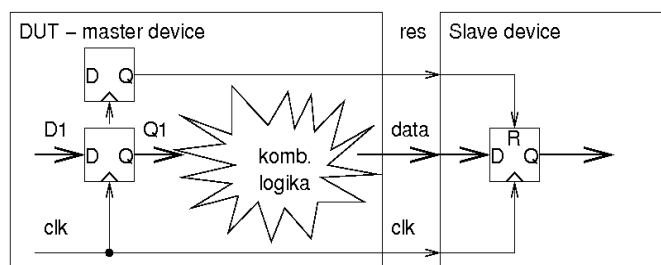 DUT – master device
res
Slave device
D Q
D1
Q1
data
R
D Q
D Q
komb.
logika
clk
clk